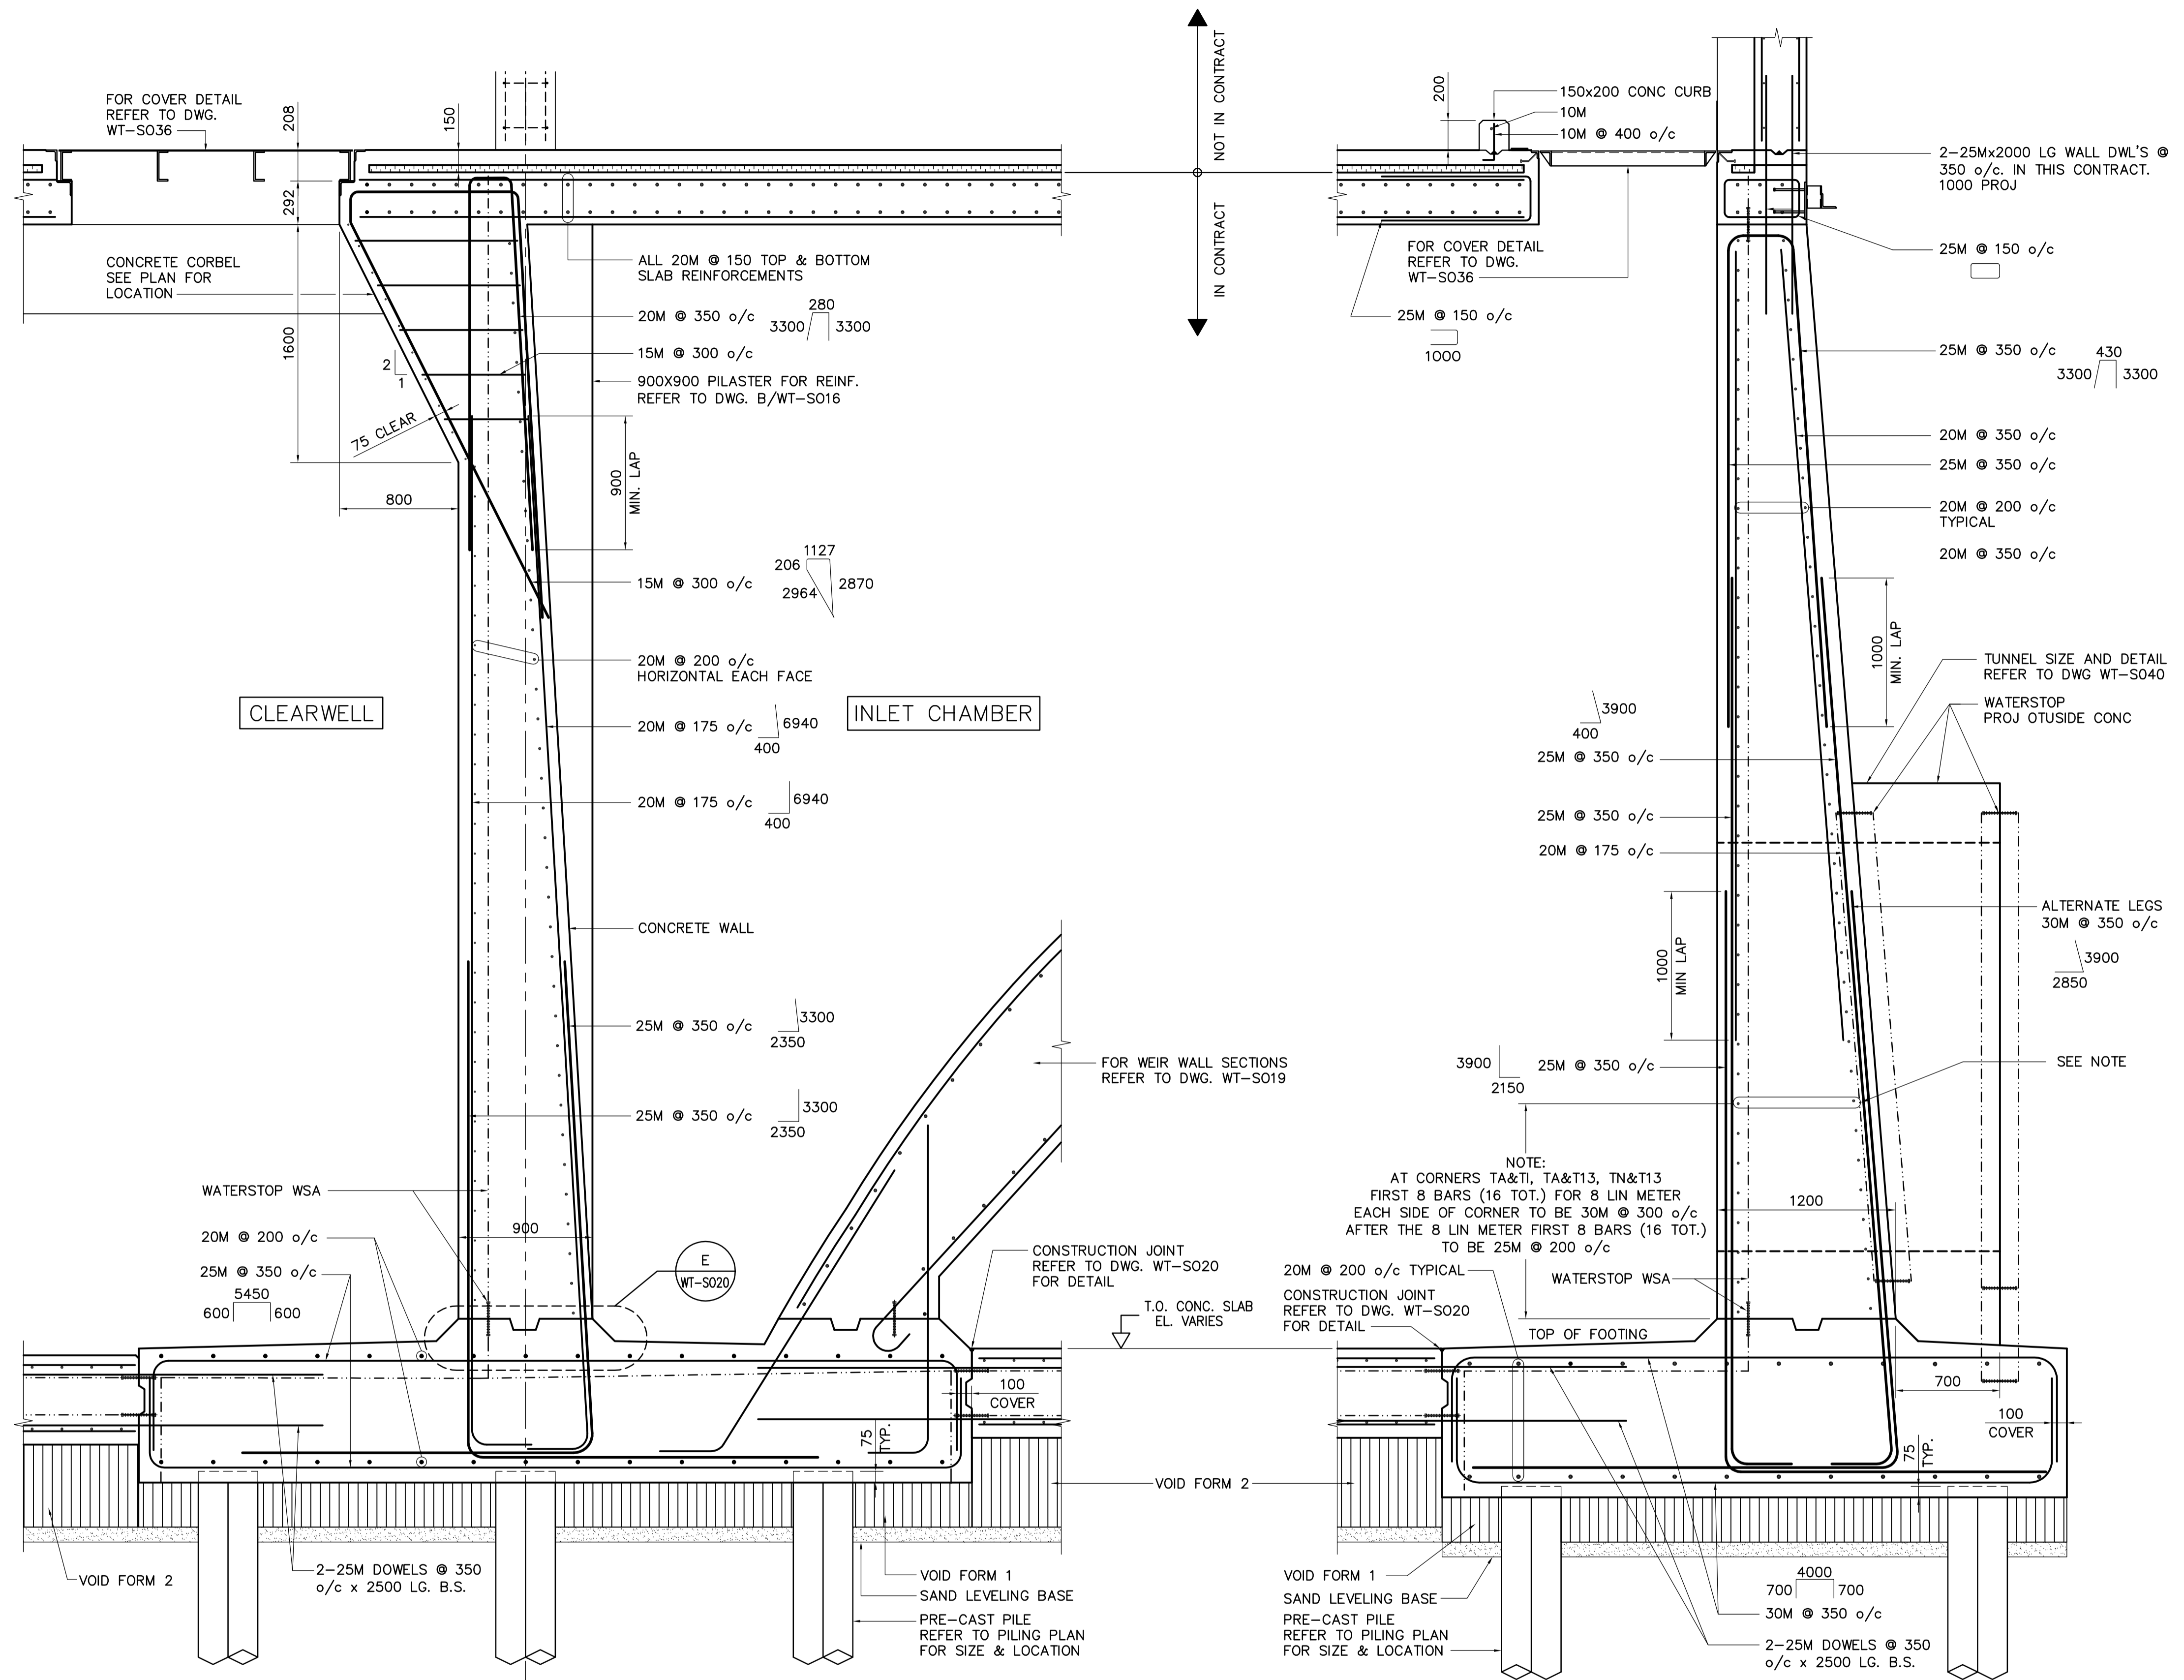 FOR COVER DETAIL
REFER TO DWG.
WT-S036
208
150
292
CONCRETE CORBEL
SEE PLAN FOR
LOCATION
1600
2
1
75 CLEAR
800
ALL 20M @ 150 TOP & BOTTOM
SLAB REINFORCEMENTS
20M @ 350 o/c
280
3300
3300
15M @ 300 o/c
900X900 PILASTER FOR REINF.
REFER TO DWG. B/WT-S016
900
MIN. LAP
15M @ 300 o/c
1127
206
2964
2870
20M @ 200 o/c
HORIZONTAL EACH FACE
CLEARWELL
INLET CHAMBER
20M @ 175 o/c
6940
400
20M @ 175 o/c
6940
400
CONCRETE WALL
25M @ 350 o/c
3300
2350
25M @ 350 o/c
3300
2350
FOR WEIR WALL SECTIONS
REFER TO DWG. WT-S019
WATERSTOP WSA
20M @ 200 o/c
25M @ 350 o/c
5450
600
600
900
E
WT-S020
CONSTRUCTION JOINT
REFER TO DWG. WT-S020
FOR DETAIL
T.O. CONC. SLAB
EL. VARIES
100
COVER
75
TYP.
VOID FORM 2
VOID FORM 2
2-25M DOWELS @ 350
o/c x 2500 LG. B.S.
VOID FORM 1
SAND LEVELING BASE
PRE-CAST PILE
REFER TO PILING PLAN
FOR SIZE & LOCATION
NOT IN CONTRACT
IN CONTRACT
200
150x200 CONC CURB
10M
10M @ 400 o/c
2-25Mx2000 LG WALL DWL'S @
350 o/c. IN THIS CONTRACT.
1000 PROJ
FOR COVER DETAIL
REFER TO DWG.
WT-S036
25M @ 150 o/c
25M @ 150 o/c
1000
25M @ 350 o/c
430
3300
3300
20M @ 350 o/c
25M @ 350 o/c
20M @ 200 o/c
TYPICAL
20M @ 350 o/c
1000
MIN. LAP
TUNNEL SIZE AND DETAIL
REFER TO DWG WT-S040
WATERSTOP
PROJ OTUSIDE CONC
3900
400
25M @ 350 o/c
25M @ 350 o/c
20M @ 175 o/c
1000
MIN LAP
ALTERNATE LEGS
30M @ 350 o/c
3900
2850
3900
2150
25M @ 350 o/c
SEE NOTE
NOTE:
AT CORNERS TA&TI, TA&T13, TN&T13
FIRST 8 BARS (16 TOT.) FOR 8 LIN METER
EACH SIDE OF CORNER TO BE 30M @ 300 o/c
AFTER THE 8 LIN METER FIRST 8 BARS (16 TOT.)
TO BE 25M @ 200 o/c
1200
20M @ 200 o/c TYPICAL
WATERSTOP WSA
CONSTRUCTION JOINT
REFER TO DWG. WT-S020
FOR DETAIL
TOP OF FOOTING
700
100
COVER
75
TYP.
VOID FORM 1
SAND LEVELING BASE
PRE-CAST PILE
REFER TO PILING PLAN
FOR SIZE & LOCATION
4000
700
700
30M @ 350 o/c
2-25M DOWELS @ 350
o/c x 2500 LG. B.S.